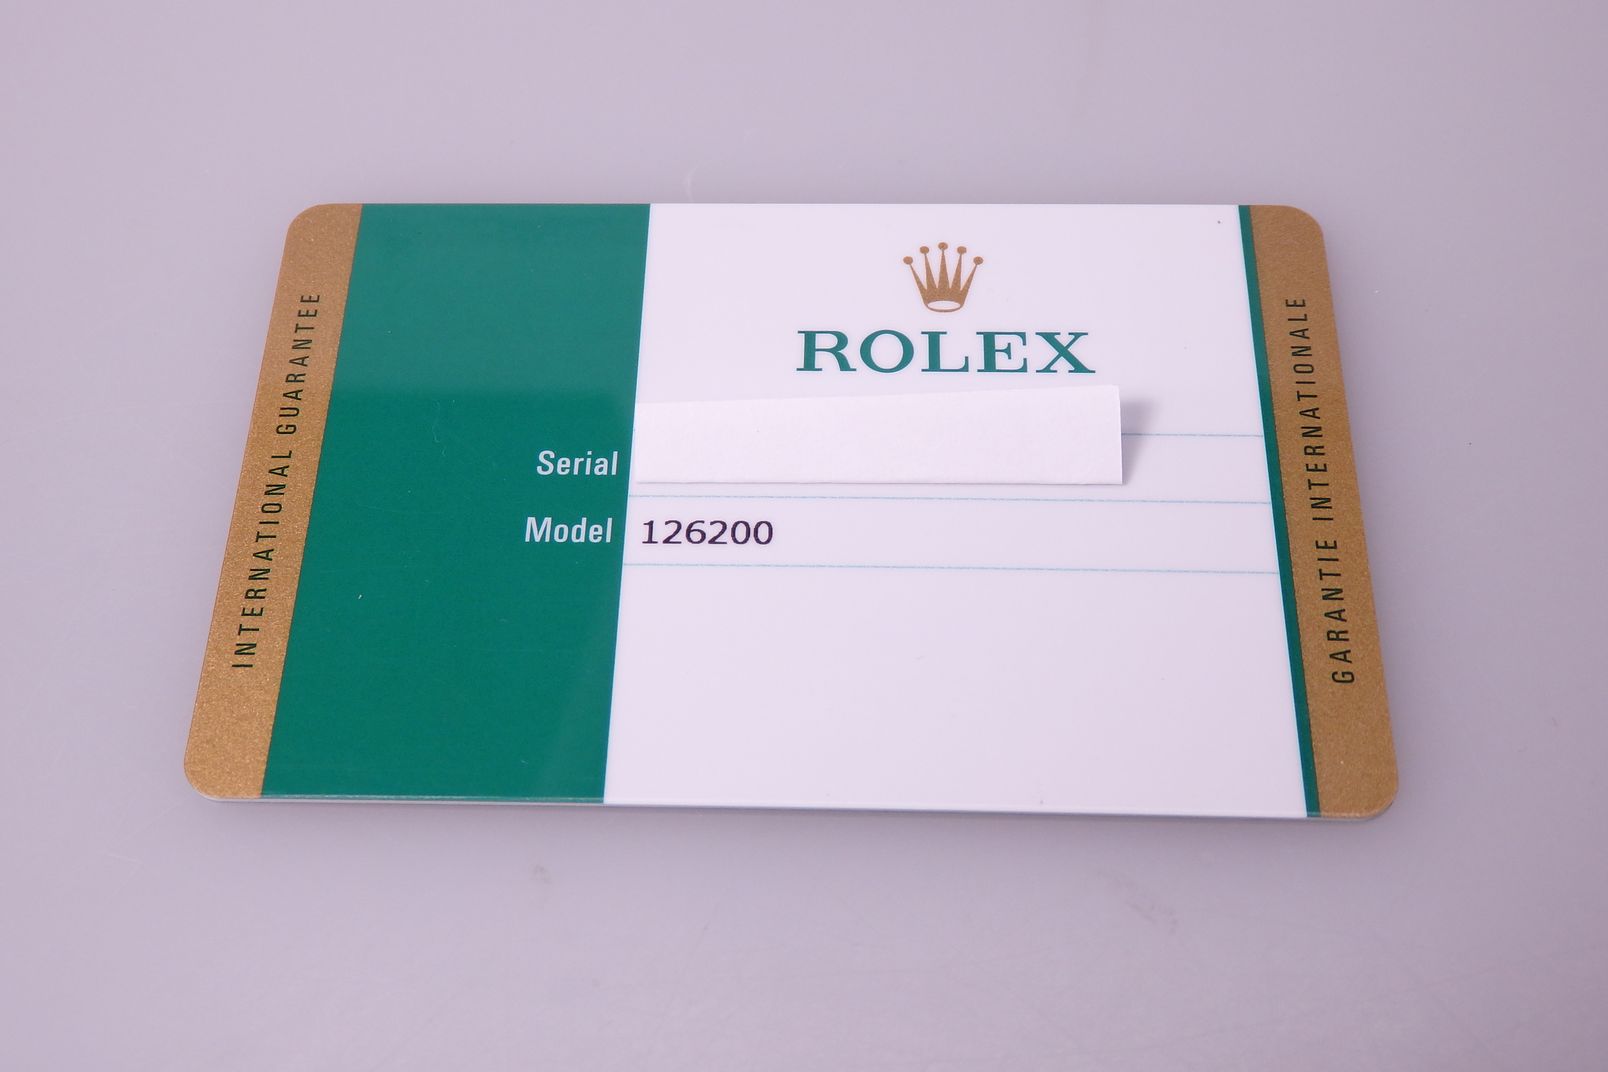 INTERNATIONAL GUARANTEE
ROLEX
Serial
Model 126200
GARANTIE INTERNATIONALE